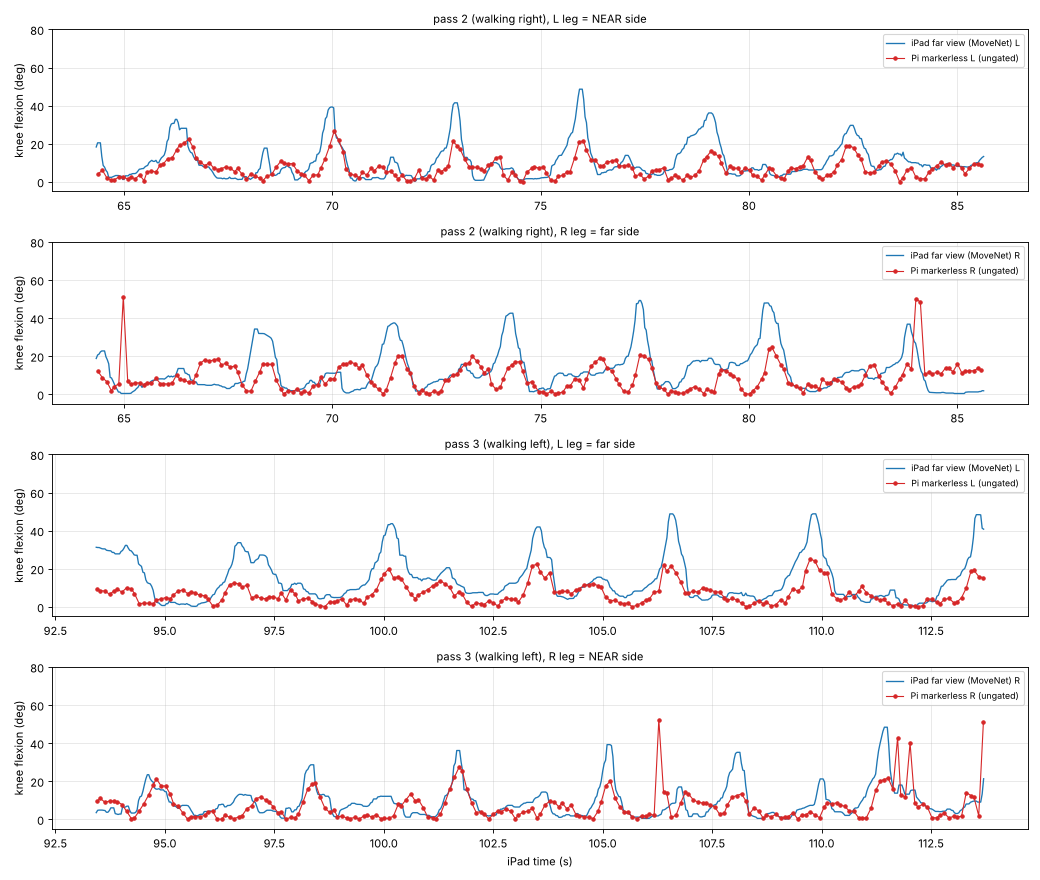 pass 2 (walking right), L leg = NEAR side
knee flexion (deg)
80
60
40
20
0
iPad far view (MoveNet) L
Pi markerless L (ungated)
65
70
75
80
85
pass 2 (walking right), R leg = far side
knee flexion (deg)
80
60
40
20
0
iPad far view (MoveNet) R
Pi markerless R (ungated)
65
70
75
80
85
pass 3 (walking left), L leg = far side
knee flexion (deg)
80
60
40
20
0
iPad far view (MoveNet) L
Pi markerless L (ungated)
92.5
95.0
97.5
100.0
102.5
105.0
107.5
110.0
112.5
pass 3 (walking left), R leg = NEAR side
knee flexion (deg)
80
60
40
20
0
iPad far view (MoveNet) R
Pi markerless R (ungated)
92.5
95.0
97.5
100.0
102.5
105.0
107.5
110.0
112.5
iPad time (s)